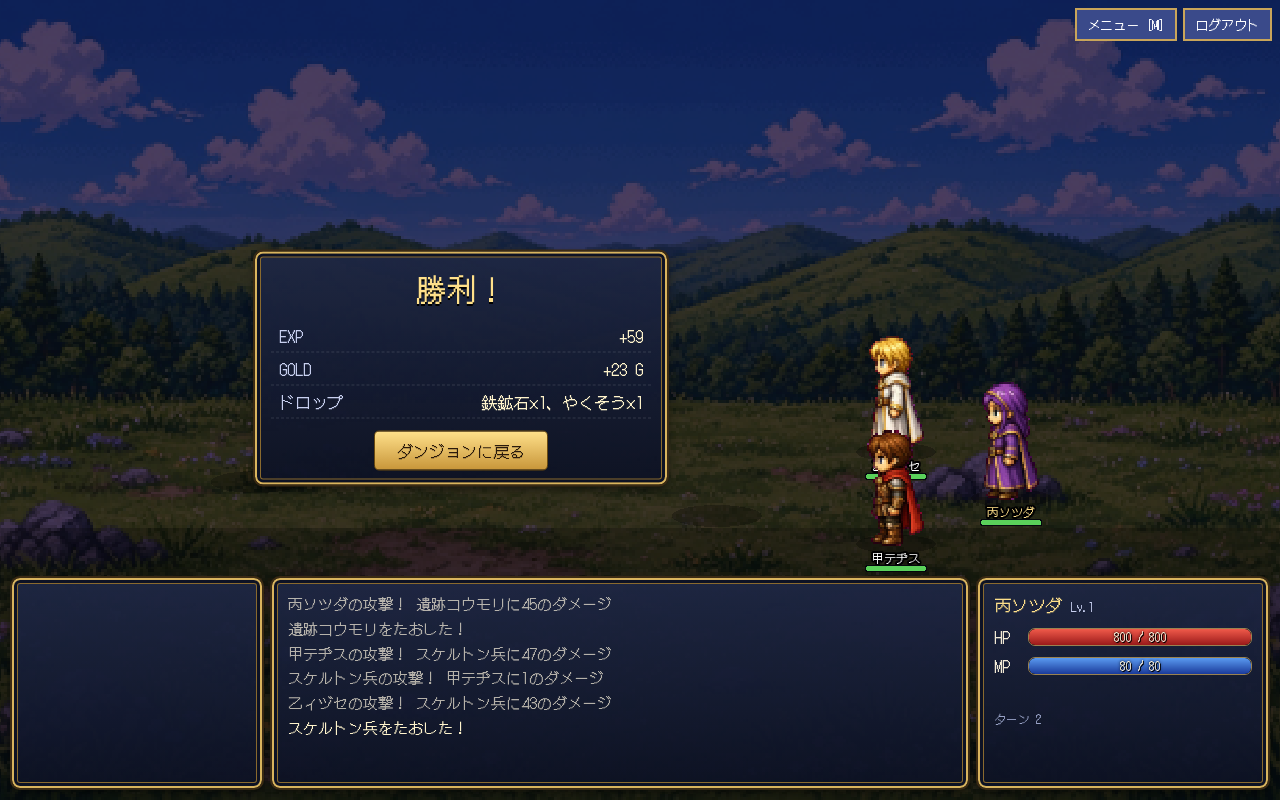 メニュー [M]
ログアウト
勝利！
EXP
+59
GOLD
+23 G
ドロップ
鉄鉱石x1、やくそうx1
ダンジョンに戻る
セ
丙ソツダ
甲テヂス
丙ソツダの攻撃！ 遺跡コウモリに45のダメージ
遺跡コウモリをたおした！
甲テヂスの攻撃！ スケルトン兵に47のダメージ
スケルトン兵の攻撃！ 甲テヂスに1のダメージ
乙ィヅセの攻撃！ スケルトン兵に43のダメージ
スケルトン兵をたおした！
丙ソツダ Lv.1
HP 800 / 800
MP 80 / 80
ターン 2